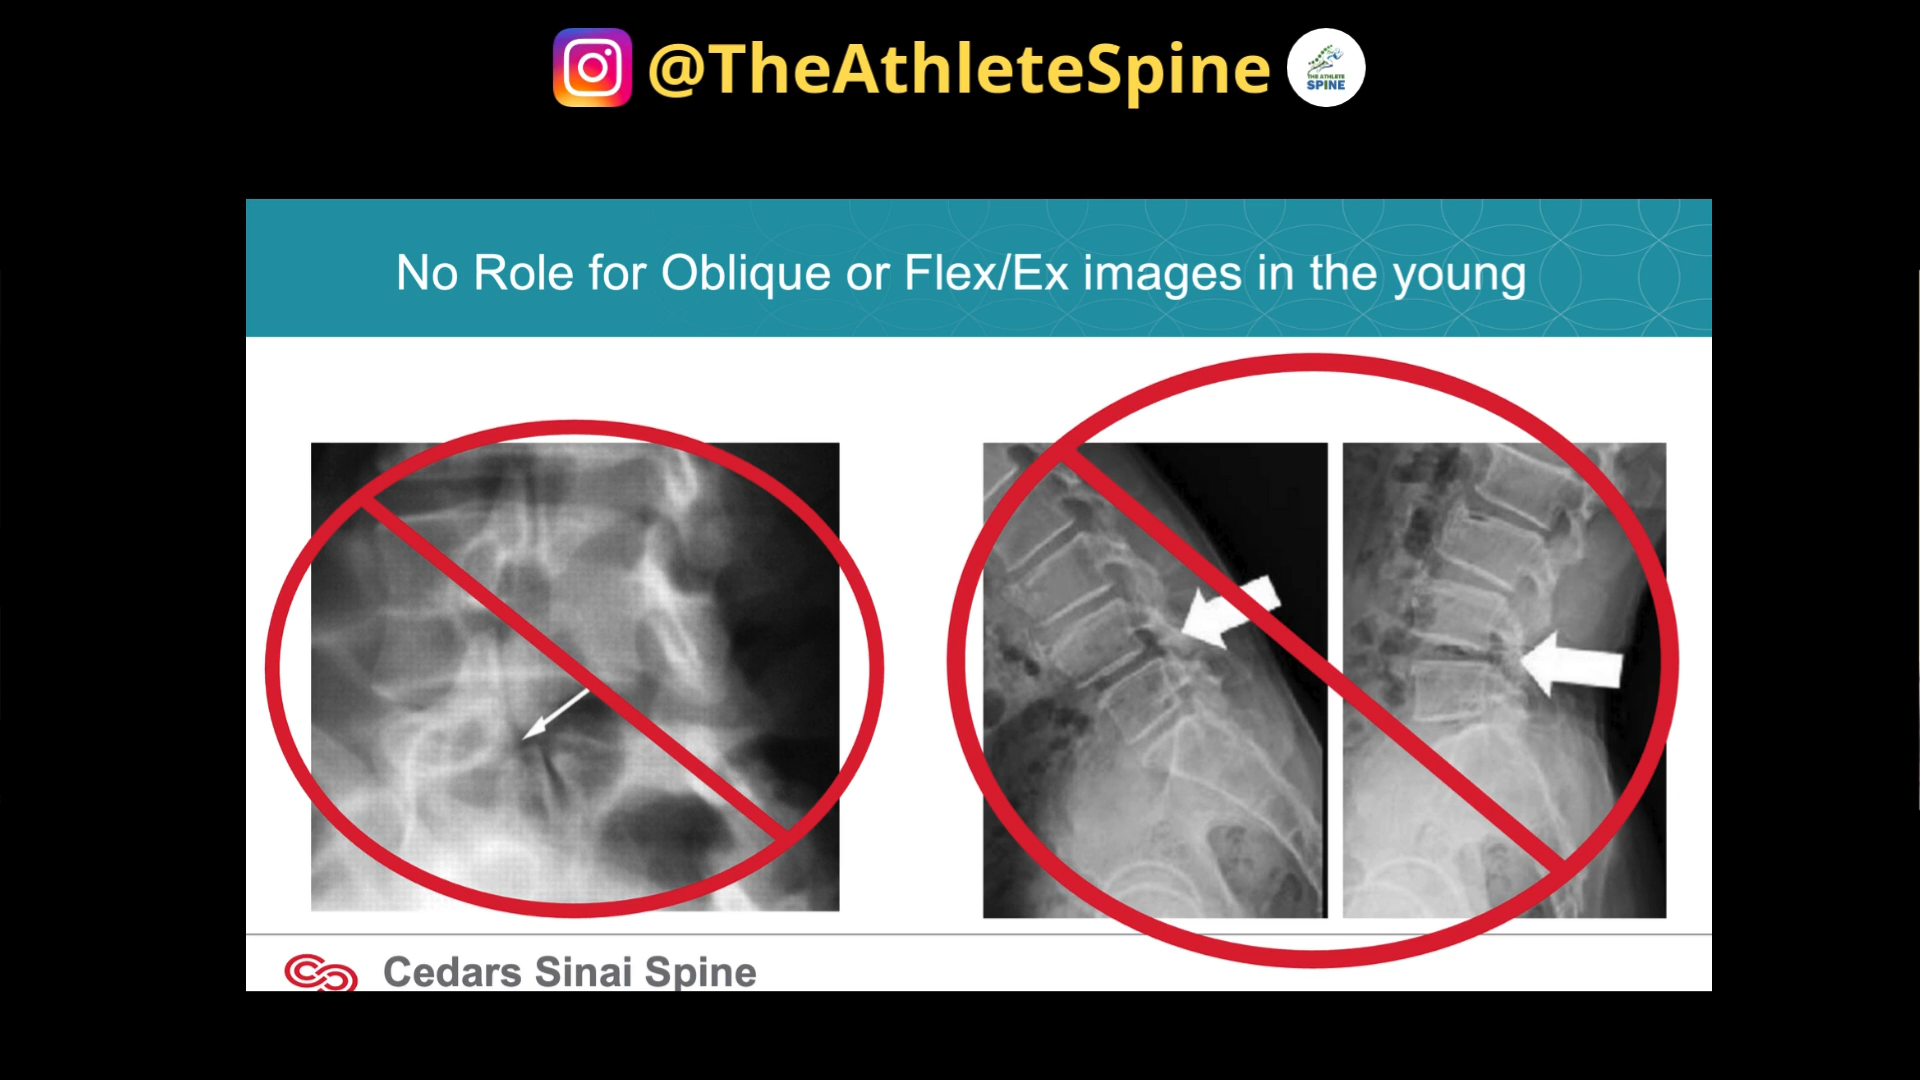 @TheAthleteSpine
THE ATHLETE
SPINE
No Role for Oblique or Flex/Ex images in the young
Cedars Sinai Spine